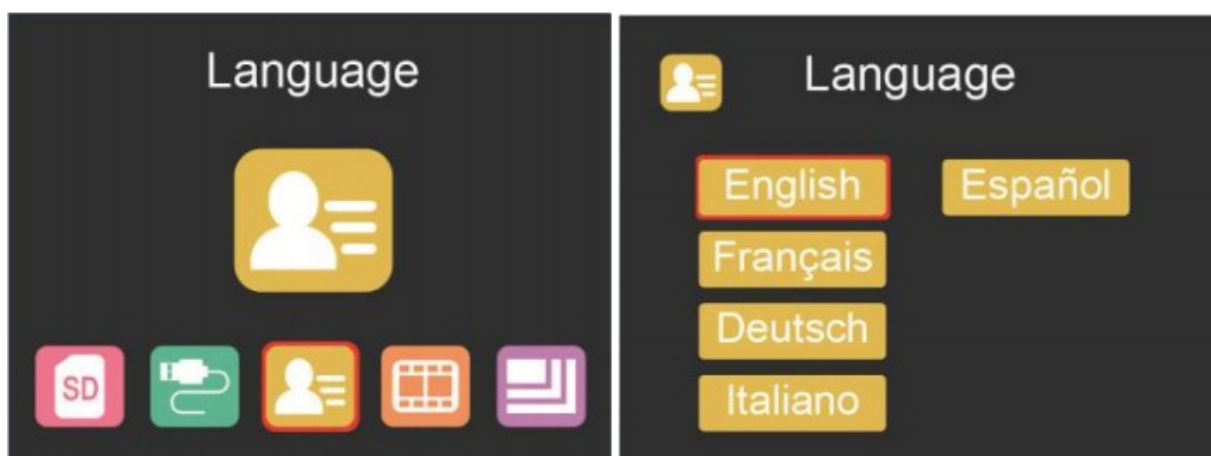 Language
SD
Language
English
Español
Français
Deutsch
Italiano